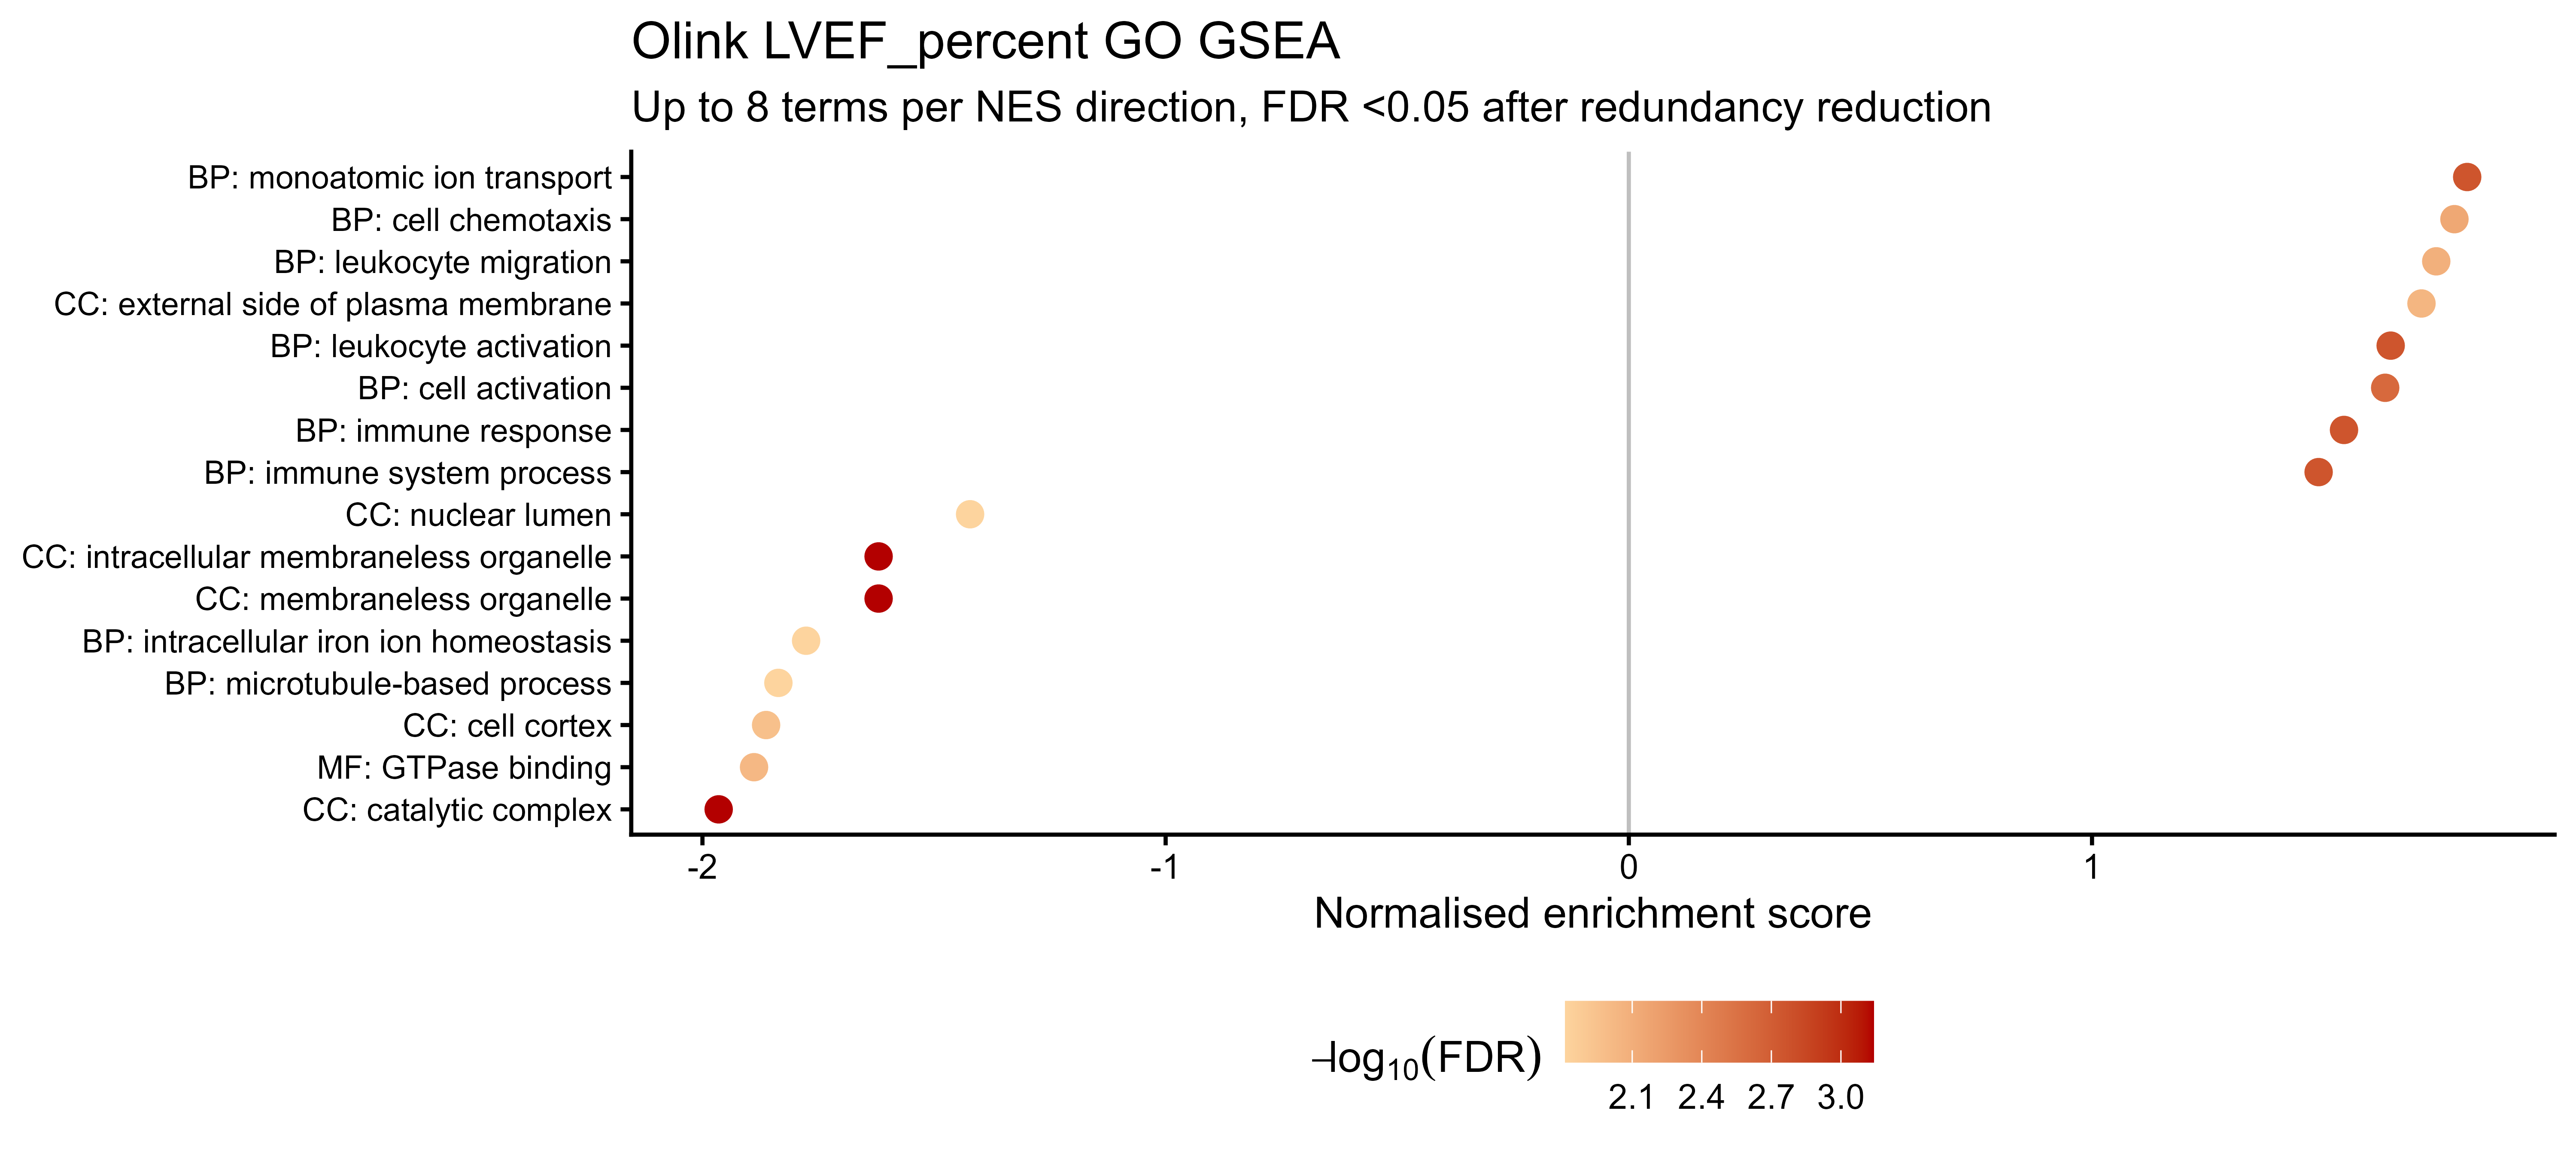 Olink LVEF_percent GO GSEA
Up to 8 terms per NES direction, FDR <0.05 after redundancy reduction
BP: monoatomic ion transport
BP: cell chemotaxis
BP: leukocyte migration
CC: external side of plasma membrane
BP: leukocyte activation
BP: cell activation
BP: immune response
BP: immune system process
CC: nuclear lumen
CC: intracellular membraneless organelle
CC: membraneless organelle
BP: intracellular iron ion homeostasis
BP: microtubule-based process
CC: cell cortex
MF: GTPase binding
CC: catalytic complex
-2 -1 0 1
Normalised enrichment score
–log₁₀(FDR)
2.1 2.4 2.7 3.0